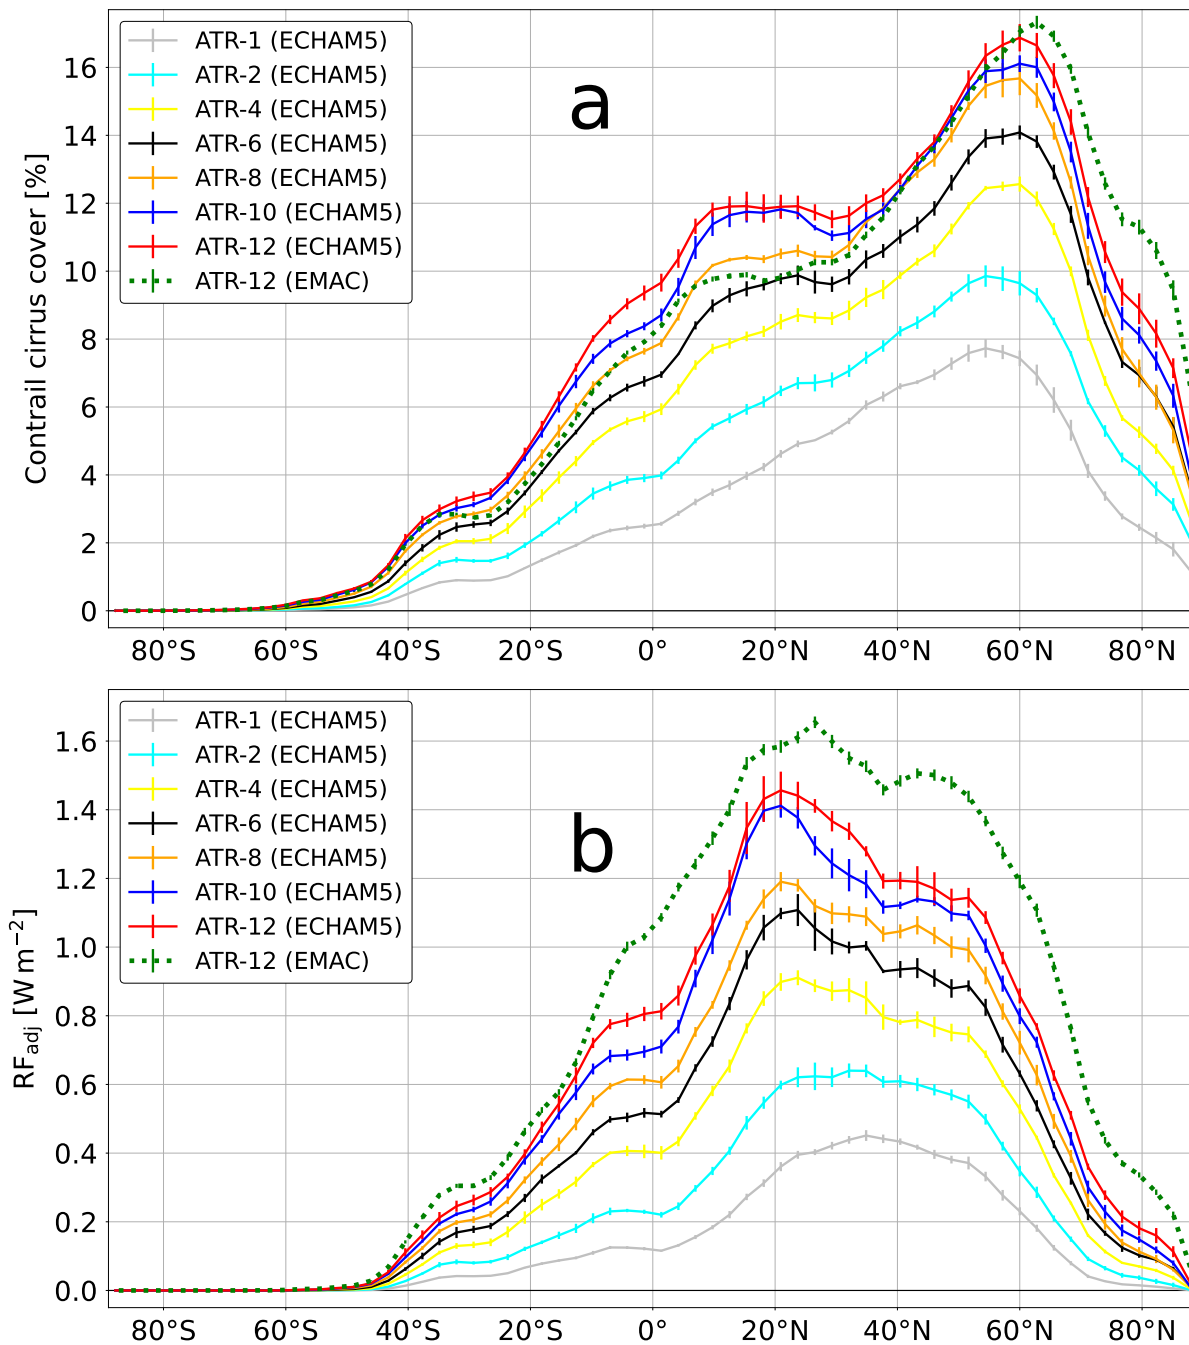 a
Contrail cirrus cover [%]
16
14
12
10
8
6
4
2
0
ATR-1 (ECHAM5)
ATR-2 (ECHAM5)
ATR-4 (ECHAM5)
ATR-6 (ECHAM5)
ATR-8 (ECHAM5)
ATR-10 (ECHAM5)
ATR-12 (ECHAM5)
ATR-12 (EMAC)
80°S 60°S 40°S 20°S 0° 20°N 40°N 60°N 80°N
b
RF_adj [W m⁻²]
1.6
1.4
1.2
1.0
0.8
0.6
0.4
0.2
0.0
ATR-1 (ECHAM5)
ATR-2 (ECHAM5)
ATR-4 (ECHAM5)
ATR-6 (ECHAM5)
ATR-8 (ECHAM5)
ATR-10 (ECHAM5)
ATR-12 (ECHAM5)
ATR-12 (EMAC)
80°S 60°S 40°S 20°S 0° 20°N 40°N 60°N 80°N